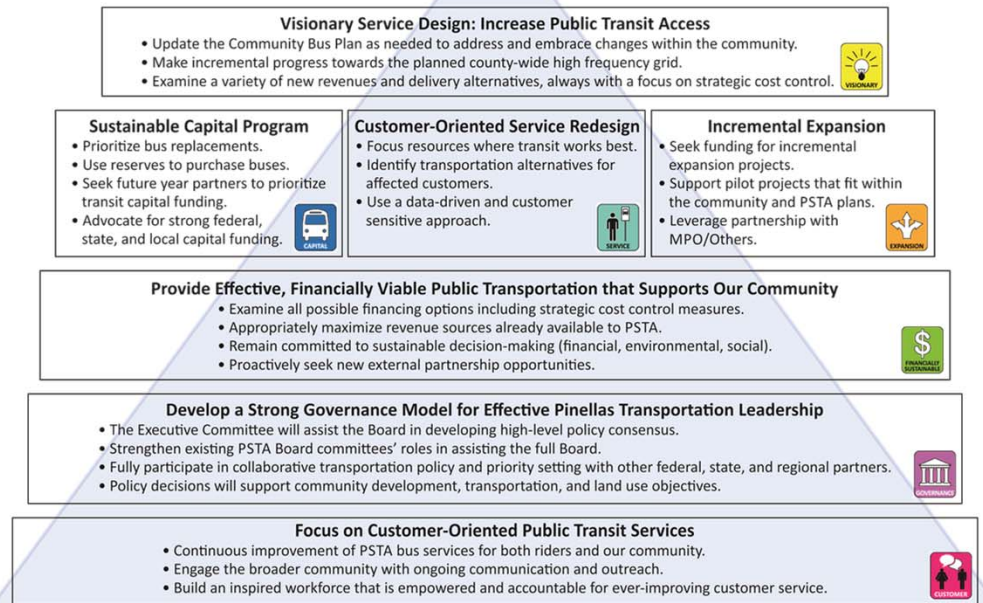 Visionary Service Design: Increase Public Transit Access
• Update the Community Bus Plan as needed to address and embrace changes within the community.
• Make incremental progress towards the planned county-wide high frequency grid.
• Examine a variety of new revenues and delivery alternatives, always with a focus on strategic cost control.
VISIONARY
Sustainable Capital Program
• Prioritize bus replacements.
• Use reserves to purchase buses.
• Seek future year partners to prioritize
transit capital funding.
• Advocate for strong federal,
state, and local capital funding.
CAPITAL
Customer-Oriented Service Redesign
• Focus resources where transit works best.
• Identify transportation alternatives for
affected customers.
• Use a data-driven and customer
sensitive approach.
SERVICE
Incremental Expansion
• Seek funding for incremental
expansion projects.
• Support pilot projects that fit within
the community and PSTA plans.
• Leverage partnership with
MPO/Others.
EXPANSION
Provide Effective, Financially Viable Public Transportation that Supports Our Community
• Examine all possible financing options including strategic cost control measures.
• Appropriately maximize revenue sources already available to PSTA.
• Remain committed to sustainable decision-making (financial, environmental, social).
• Proactively seek new external partnership opportunities.
$
FINANCIALLY
SUSTAINABLE
Develop a Strong Governance Model for Effective Pinellas Transportation Leadership
• The Executive Committee will assist the Board in developing high-level policy consensus.
• Strengthen existing PSTA Board committees' roles in assisting the full Board.
• Fully participate in collaborative transportation policy and priority setting with other federal, state, and regional partners.
• Policy decisions will support community development, transportation, and land use objectives.
GOVERNANCE
Focus on Customer-Oriented Public Transit Services
• Continuous improvement of PSTA bus services for both riders and our community.
• Engage the broader community with ongoing communication and outreach.
• Build an inspired workforce that is empowered and accountable for ever-improving customer service.
CUSTOMER